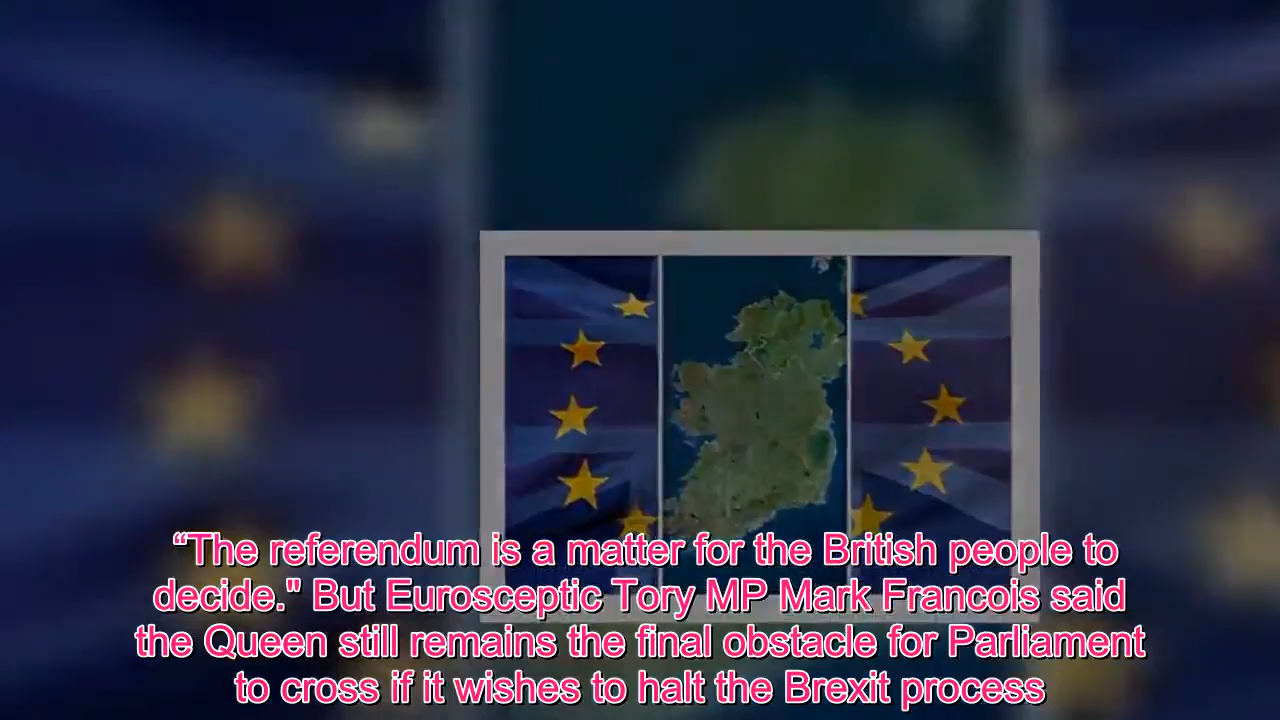 “The referendum is a matter for the British people to
decide." But Eurosceptic Tory MP Mark Francois said
the Queen still remains the final obstacle for Parliament
to cross if it wishes to halt the Brexit process